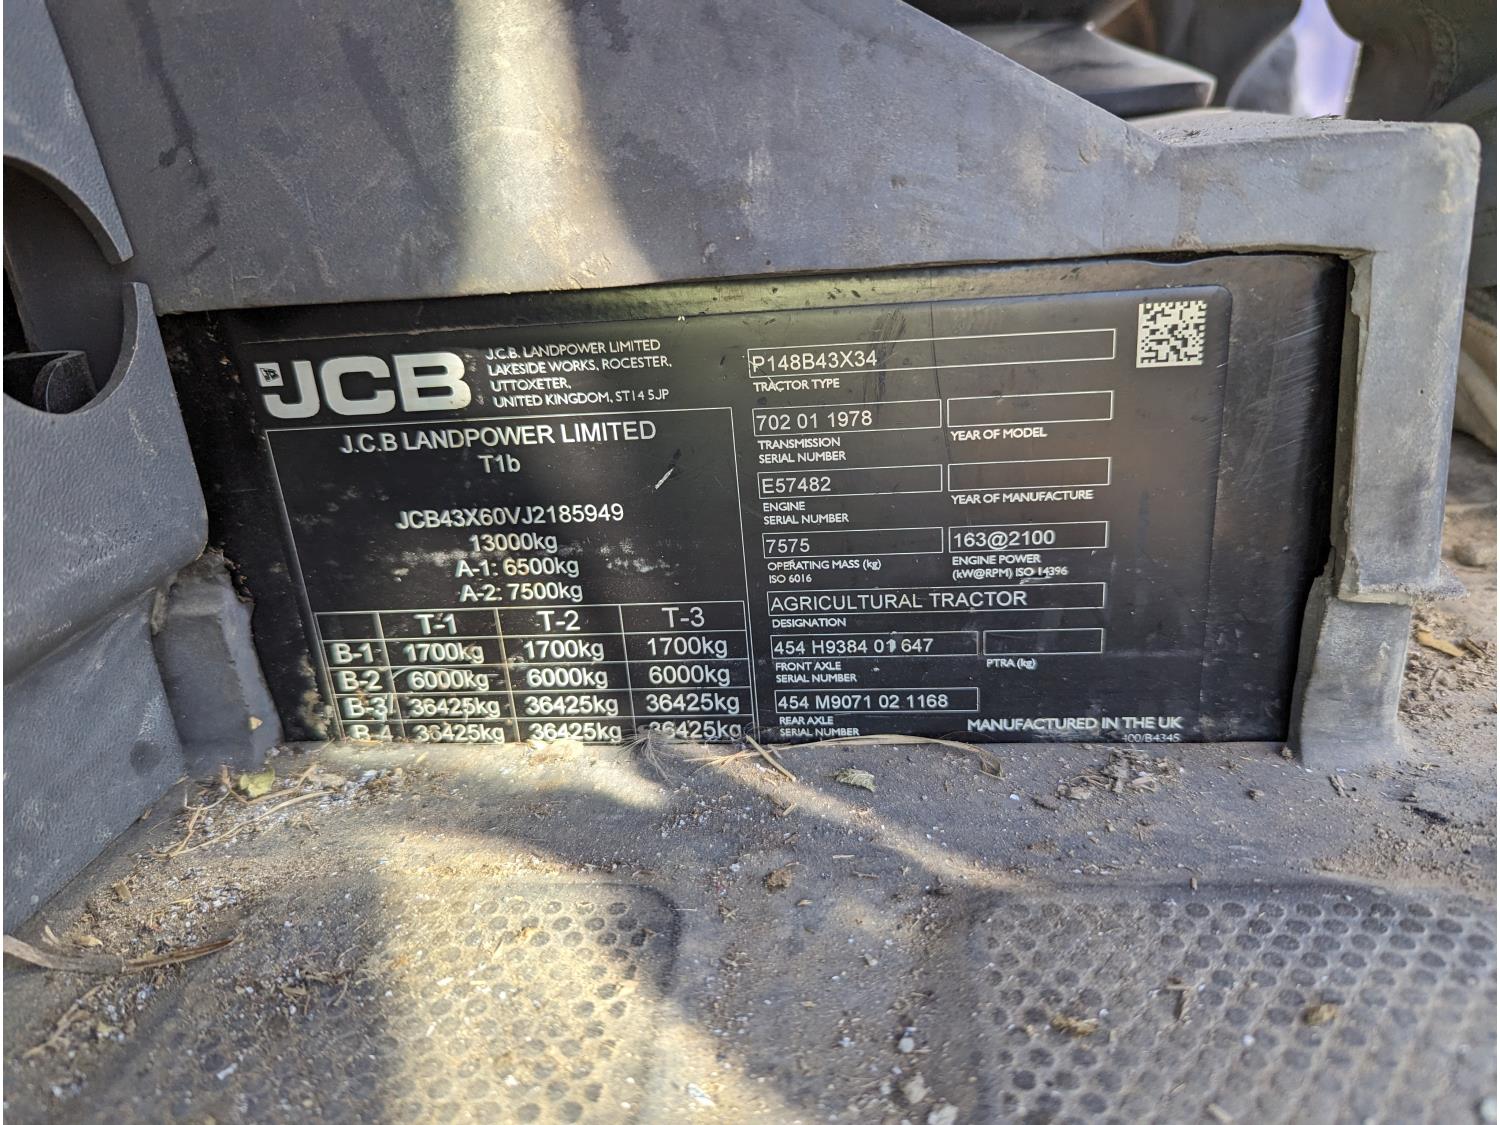 JCB
J.C.B. LANDPOWER LIMITED
LAKESIDE WORKS, ROCESTER,
UTTOXETER,
UNITED KINGDOM, ST14 5JP
J.C.B LANDPOWER LIMITED
T1b
JCB43X60VJ2185949
13000kg
A-1: 6500kg
A-2: 7500kg
T-1 T-2 T-3
B-1 1700kg 1700kg 1700kg
B-2 6000kg 6000kg 6000kg
B-3 36425kg 36425kg 36425kg
B-4 36425kg 36425kg 36425kg
P148B43X34
TRACTOR TYPE
702 01 1978
TRANSMISSION
SERIAL NUMBER
YEAR OF MODEL
E57482
ENGINE
SERIAL NUMBER
YEAR OF MANUFACTURE
7575
OPERATING MASS (kg)
ISO 6016
163@2100
ENGINE POWER
(kW@RPM) ISO 14396
AGRICULTURAL TRACTOR
DESIGNATION
454 H9384 01 647
FRONT AXLE
SERIAL NUMBER
PTRA (kg)
454 M9071 02 1168
REAR AXLE
SERIAL NUMBER
MANUFACTURED IN THE UK
400/B4345